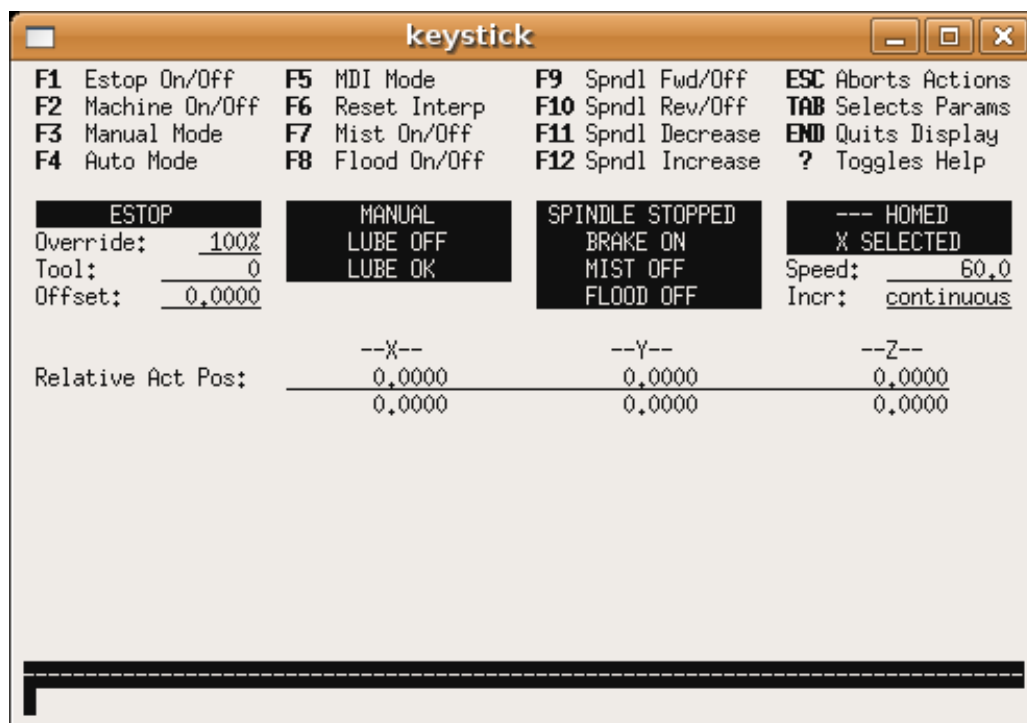 keystick
F1 Estop On/Off F5 MDI Mode F9 Spndl Fwd/Off ESC Aborts Actions
F2 Machine On/Off F6 Reset Interp F10 Spndl Rev/Off TAB Selects Params
F3 Manual Mode F7 Mist On/Off F11 Spndl Decrease END Quits Display
F4 Auto Mode F8 Flood On/Off F12 Spndl Increase ? Toggles Help
ESTOP MANUAL SPINDLE STOPPED --- HOMED
Override: 100% LUBE OFF BRAKE ON X SELECTED
Tool: 0 LUBE OK MIST OFF Speed: 60.0
Offset: 0.0000 FLOOD OFF Incr: continuous
--X-- --Y-- --Z--
Relative Act Pos: 0.0000 0.0000 0.0000
0.0000 0.0000 0.0000
--------------------------------------------------------------------------------